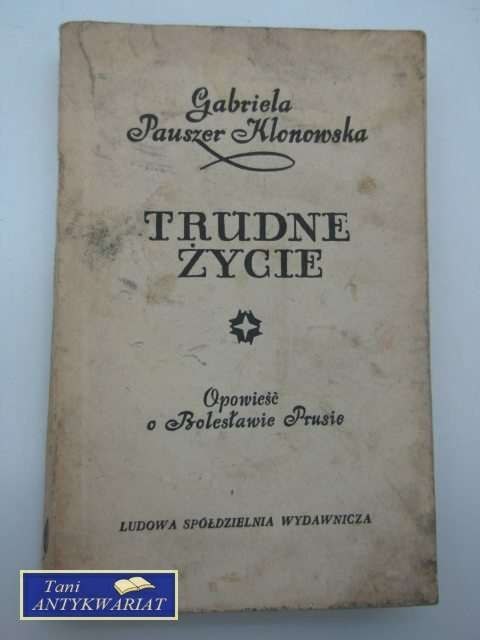 Gabriela
Pauszer Klonowska
TRUDNE
ŻYCIE
Opowieść
o Bolesławie Prusie
LUDOWA SPÓŁDZIELNIA WYDAWNICZA
Tani
ANTYKWARIAT